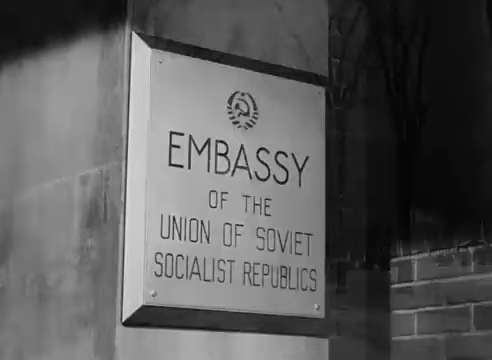 EMBASSY
OF THE
UNION OF SOVIET
SOCIALIST REPUBLICS